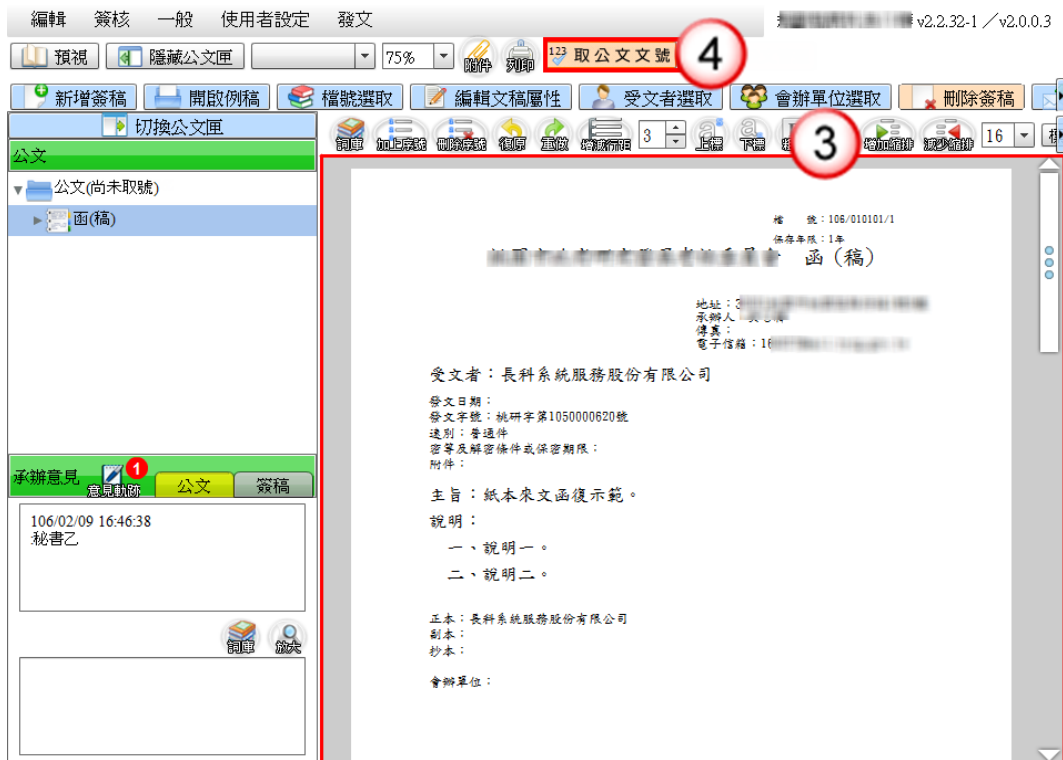 編輯 簽核 一般 使用者設定 發文 v2.2.32-1 ／v2.0.0.3
預視 隱藏公文匣 75% 附件 列印 123 取公文文號 4
新增簽稿 開啟例稿 檔號選取 編輯文稿屬性 受文者選取 會辦單位選取 刪除簽稿
切換公文匣
詞庫 加上序號 刪除序號 復原 重做 增減行距 3 上標 下標 3 增加縮排 減少縮排 16
公文
公文(尚未取號)
函(稿)
檔 號：106/010101/1
保存年限：1年
函（稿）
地址：3
承辦人
傳真：
電子信箱：16
受文者：長科系統服務股份有限公司
發文日期：
發文字號：桃研字第1050000620號
速別：普通件
密等及解密條件或保密期限：
附件：
主旨：紙本來文函復示範。
說明：
一、說明一。
二、說明二。
正本：長科系統服務股份有限公司
副本：
抄本：
會辦單位：
承辦意見 意見軌跡 1 公文 簽稿
106/02/09 16:46:38
:秘書乙
詞庫 放大